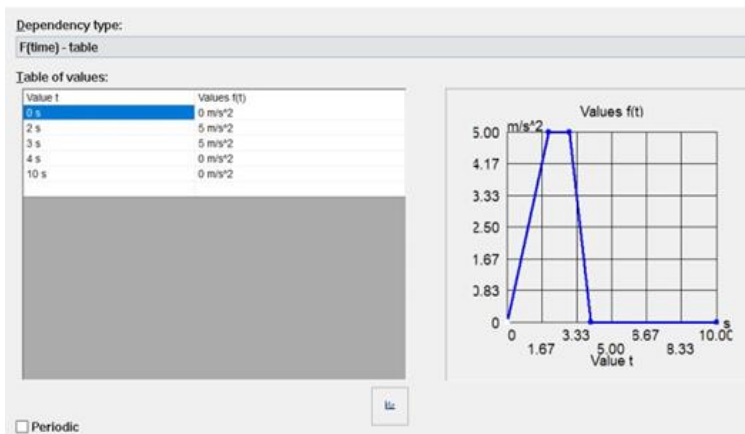 Dependency type:
F(time) - table
Table of values:
Value t Values f(t)
0 s 0 m/s^2
2 s 5 m/s^2
3 s 5 m/s^2
4 s 0 m/s^2
10 s 0 m/s^2
Values f(t)
m/s^2
5.00
4.17
3.33
2.50
1.67
0.83
0
s
0 3.33 6.67 10.00
1.67 5.00 8.33
Value t
Periodic